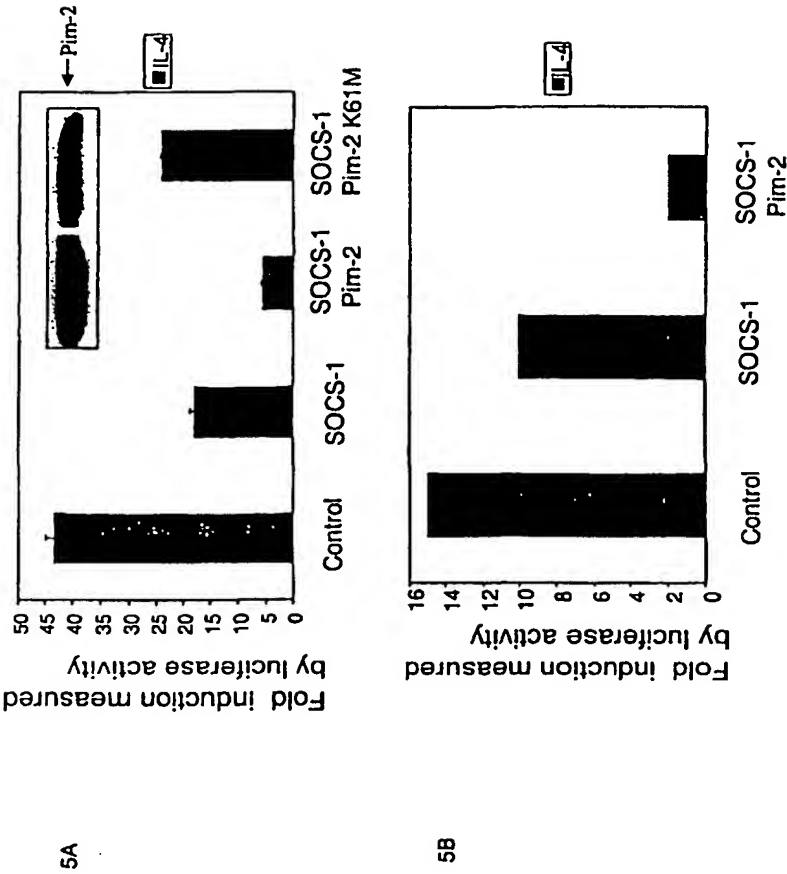 5A
Fold induction measured
by luciferase activity
50
45
40
35
30
25
20
15
10
5
0
← Pim-2
IL-4
Control
SOCS-1
SOCS-1
Pim-2
SOCS-1
Pim-2 K61M
5B
Fold induction measured
by luciferase activity
16
14
12
10
8
6
4
2
0
IL-4
Control
SOCS-1
SOCS-1
Pim-2